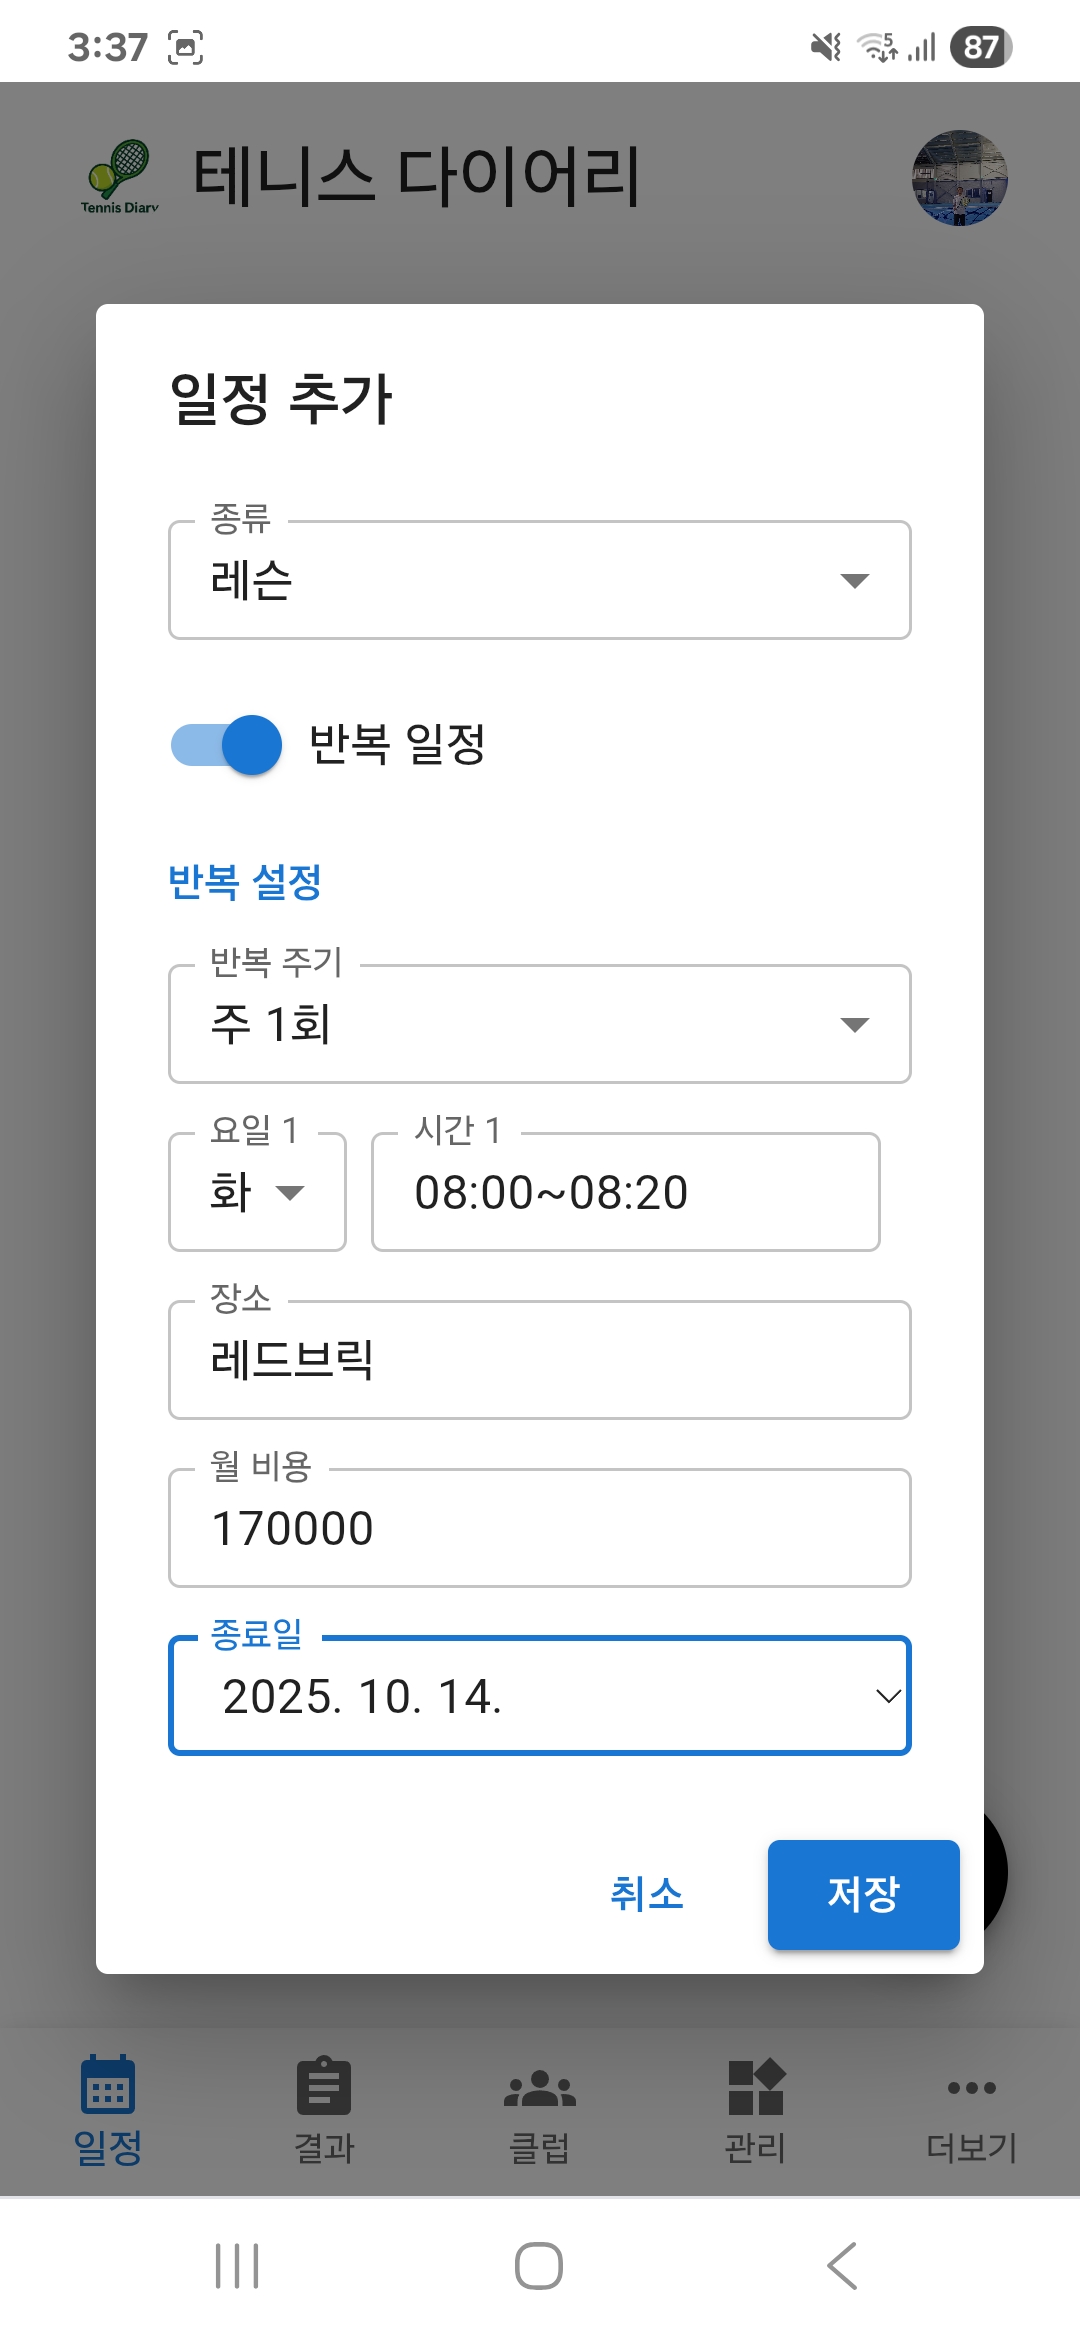 3:37
5
87
Tennis Diary
테니스 다이어리
일정 추가
종류
레슨
반복 일정
반복 설정
반복 주기
주 1회
요일 1
시간 1
화
08:00~08:20
장소
레드브릭
월 비용
170000
종료일
2025. 10. 14.
취소
저장
일정
결과
클럽
관리
더보기